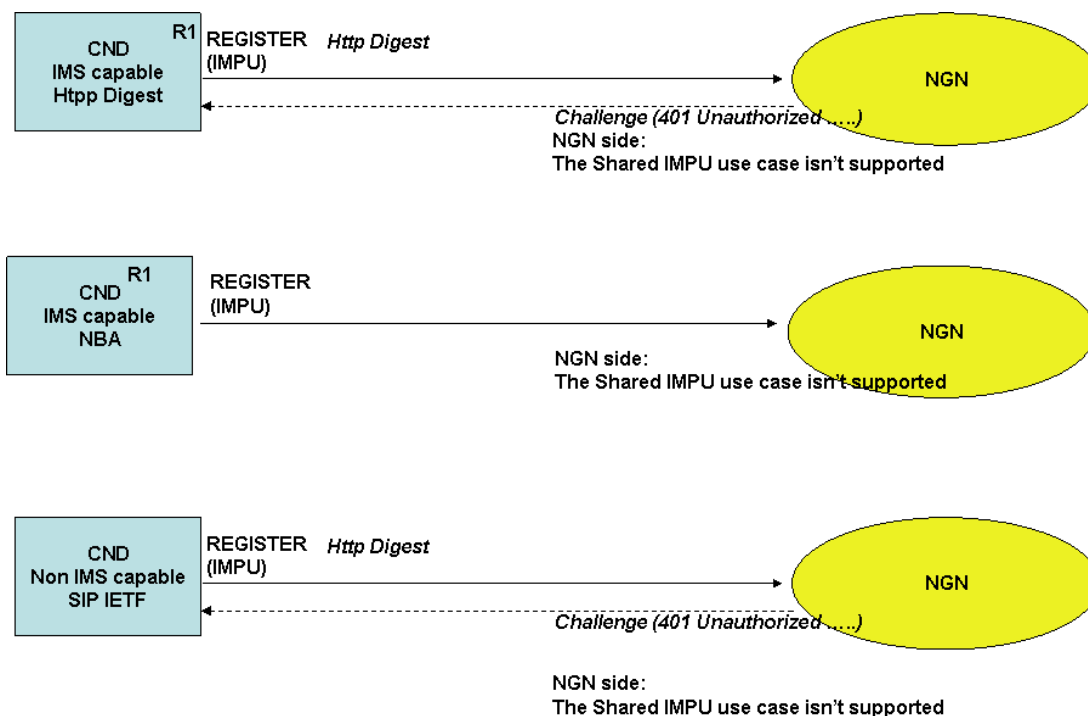 R1
CND
IMS capable
Htpp Digest
REGISTER Http Digest
(IMPU)
NGN
Challenge (401 Unauthorized .....)
NGN side:
The Shared IMPU use case isn't supported
R1
CND
IMS capable
NBA
REGISTER
(IMPU)
NGN
NGN side:
The Shared IMPU use case isn't supported
CND
Non IMS capable
SIP IETF
REGISTER Http Digest
(IMPU)
NGN
Challenge (401 Unauthorized .....)
NGN side:
The Shared IMPU use case isn't supported